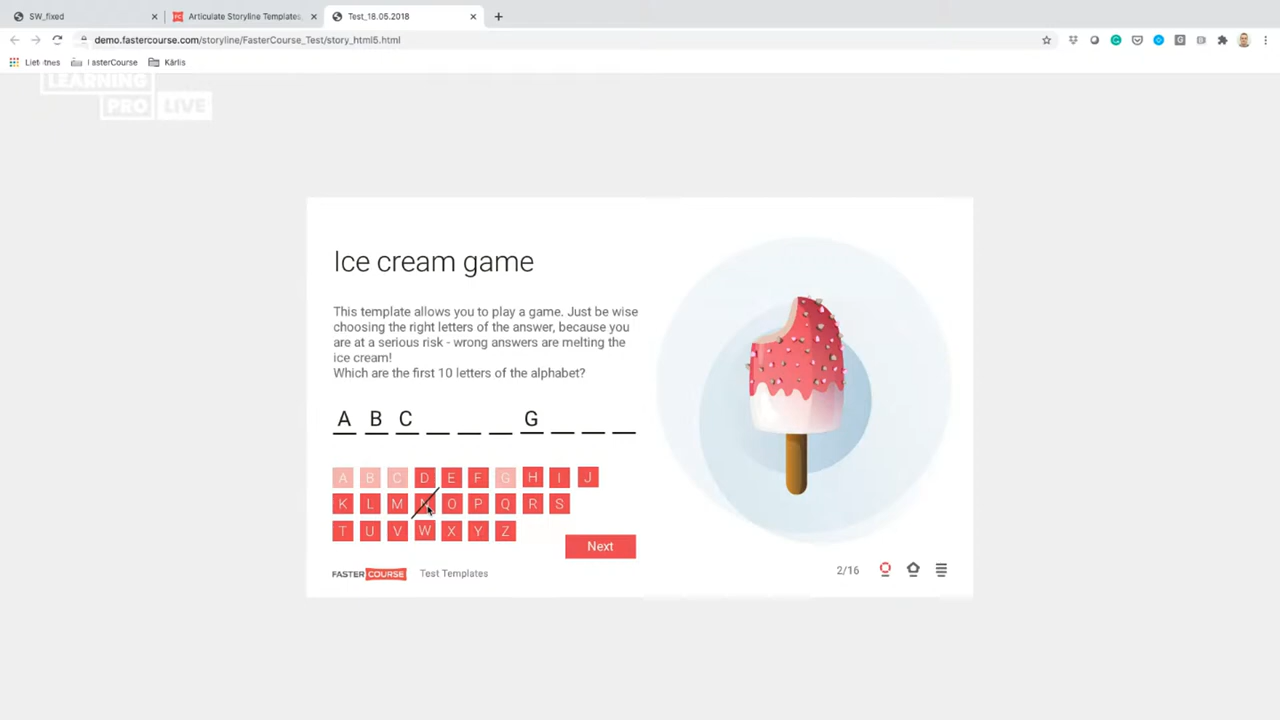 SW_fixed
Articulate Storyline Templates,
Test_18.05.2018
demo.fastercourse.com/storyline/FasterCourse_Test/story_html5.html
FasterCourse
Kārlis
LEARNING
PRO LIVE
Ice cream game
This template allows you to play a game. Just be wise
choosing the right letters of the answer, because you
are at a serious risk - wrong answers are melting the
ice cream!
Which are the first 10 letters of the alphabet?
A B C G
A B C D E F G H I J
K L M N O P Q R S
T U V W X Y Z
Next
FASTER COURSE
Test Templates
2/16